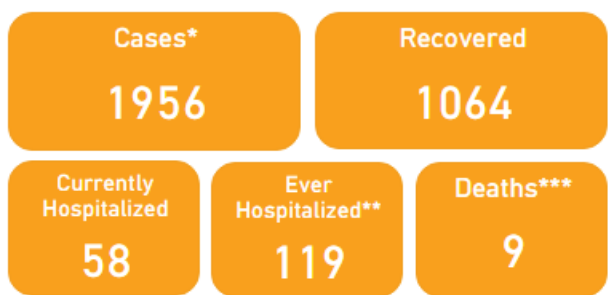 Cases*
Recovered
1956
1064
Currently
Hospitalized
58
Ever
Hospitalized**
119
Deaths***
9